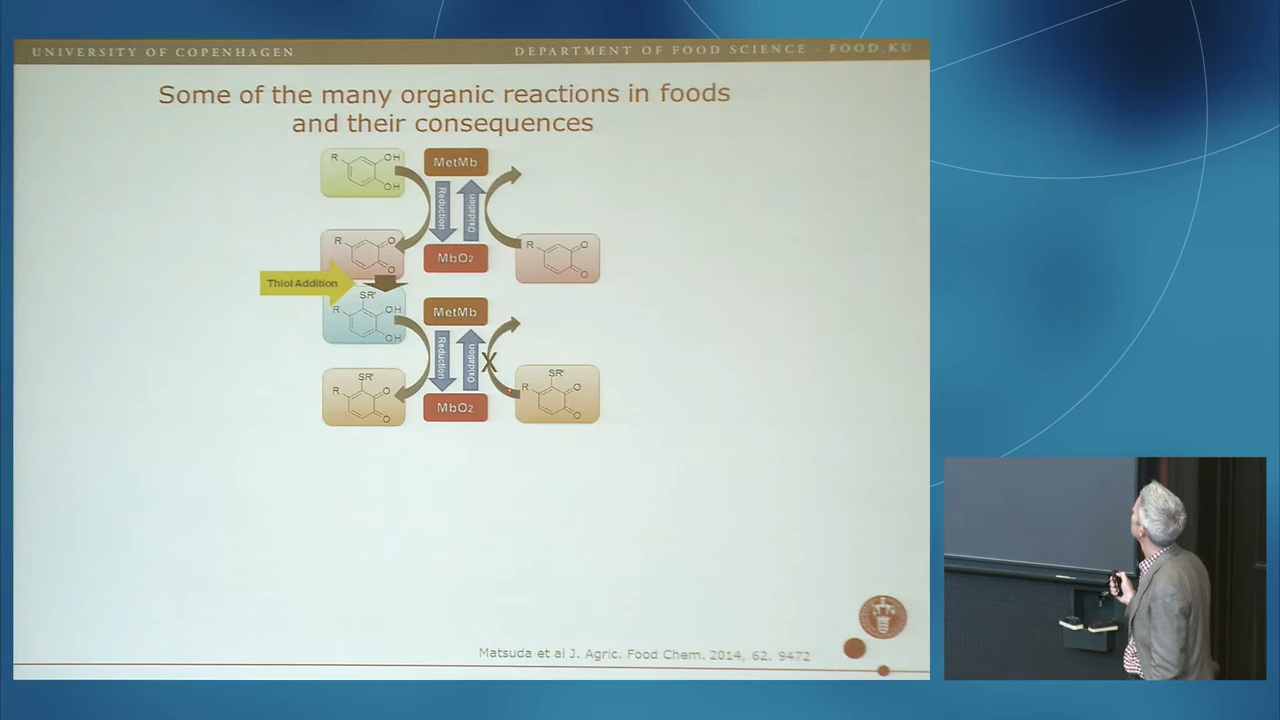 UNIVERSITY OF COPENHAGEN
DEPARTMENT OF FOOD SCIENCE - FOOD.KU
Some of the many organic reactions in foods
and their consequences
R
OH
OH
MetMb
Reduction
Oxidation
R
O
O
MbO2
R
O
O
Thiol Addition
SR'
R
OH
OH
MetMb
Reduction
Oxidation
X
SR'
R
O
O
MbO2
SR'
R
O
O
Matsuda et al J. Agric. Food Chem. 2014, 62, 9472